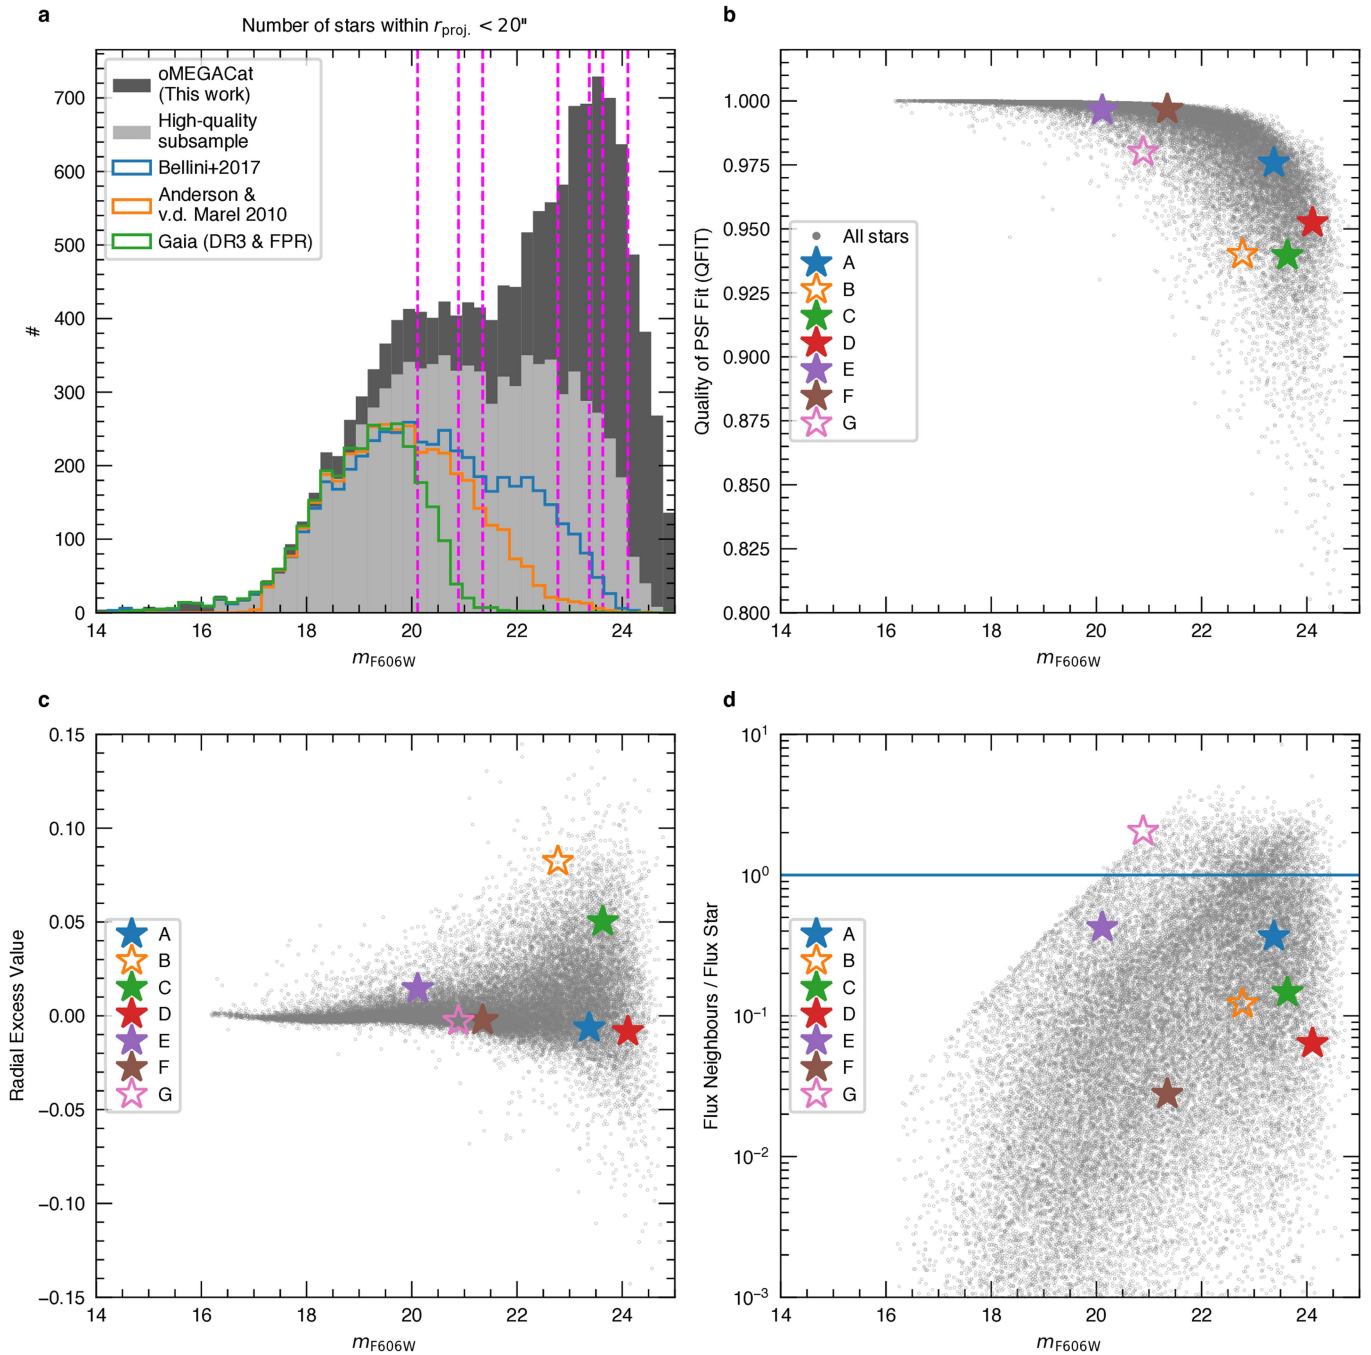 a
Number of stars within r_proj. < 20"
oMEGACat
(This work)
High-quality
subsample
Bellini+2017
Anderson &
v.d. Marel 2010
Gaia (DR3 & FPR)
700
600
500
400
300
200
100
0
#
14 16 18 20 22 24
m_F606W
b
1.000
0.975
0.950
0.925
0.900
0.875
0.850
0.825
0.800
Quality of PSF Fit (QFIT)
All stars
A
B
C
D
E
F
G
14 16 18 20 22 24
m_F606W
c
0.15
0.10
0.05
0.00
−0.05
−0.10
−0.15
Radial Excess Value
A
B
C
D
E
F
G
14 16 18 20 22 24
m_F606W
d
10^1
10^0
10^−1
10^−2
10^−3
Flux Neighbours / Flux Star
A
B
C
D
E
F
G
14 16 18 20 22 24
m_F606W